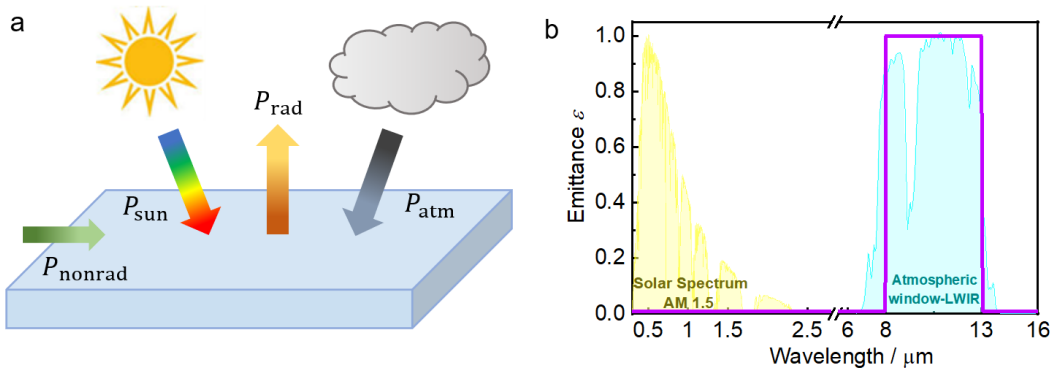 a
P_rad
P_sun
P_atm
P_nonrad
b
Emittance ε
1.0
0.8
0.6
0.4
0.2
0.0
Solar Spectrum
AM 1.5
Atmospheric
window-LWIR
0.5 1 1.5 2.5 6 8 13 16
Wavelength / μm